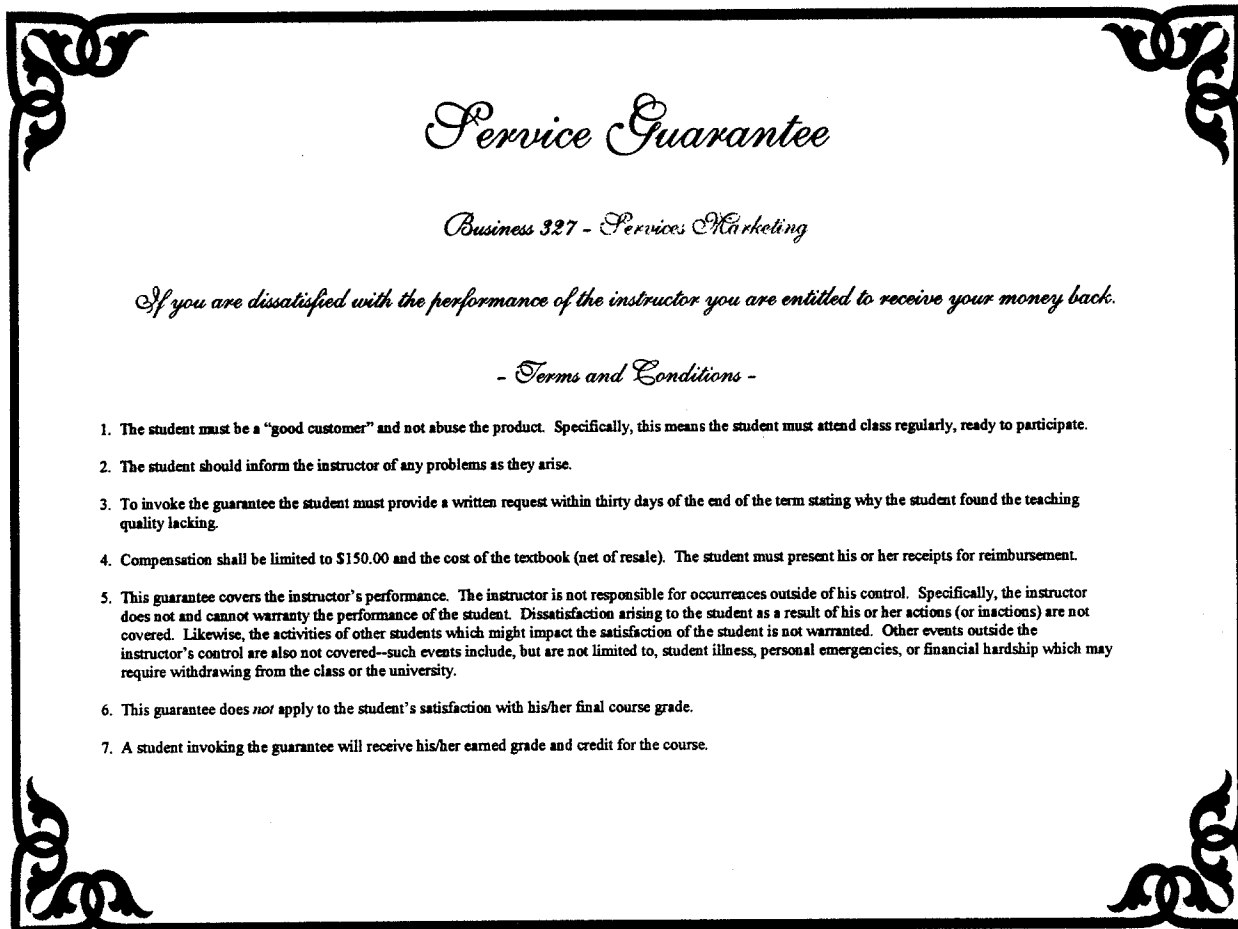 Service Guarantee
Business 327 - Services Marketing
If you are dissatisfied with the performance of the instructor you are entitled to receive your money back.
- Terms and Conditions -
1. The student must be a “good customer” and not abuse the product. Specifically, this means the student must attend class regularly, ready to participate.
2. The student should inform the instructor of any problems as they arise.
3. To invoke the guarantee the student must provide a written request within thirty days of the end of the term stating why the student found the teaching
quality lacking.
4. Compensation shall be limited to $150.00 and the cost of the textbook (net of resale). The student must present his or her receipts for reimbursement.
5. This guarantee covers the instructor’s performance. The instructor is not responsible for occurrences outside of his control. Specifically, the instructor
does not and cannot warranty the performance of the student. Dissatisfaction arising to the student as a result of his or her actions (or inactions) are not
covered. Likewise, the activities of other students which might impact the satisfaction of the student is not warranted. Other events outside the
instructor’s control are also not covered--such events include, but are not limited to, student illness, personal emergencies, or financial hardship which may
require withdrawing from the class or the university.
6. This guarantee does not apply to the student’s satisfaction with his/her final course grade.
7. A student invoking the guarantee will receive his/her earned grade and credit for the course.